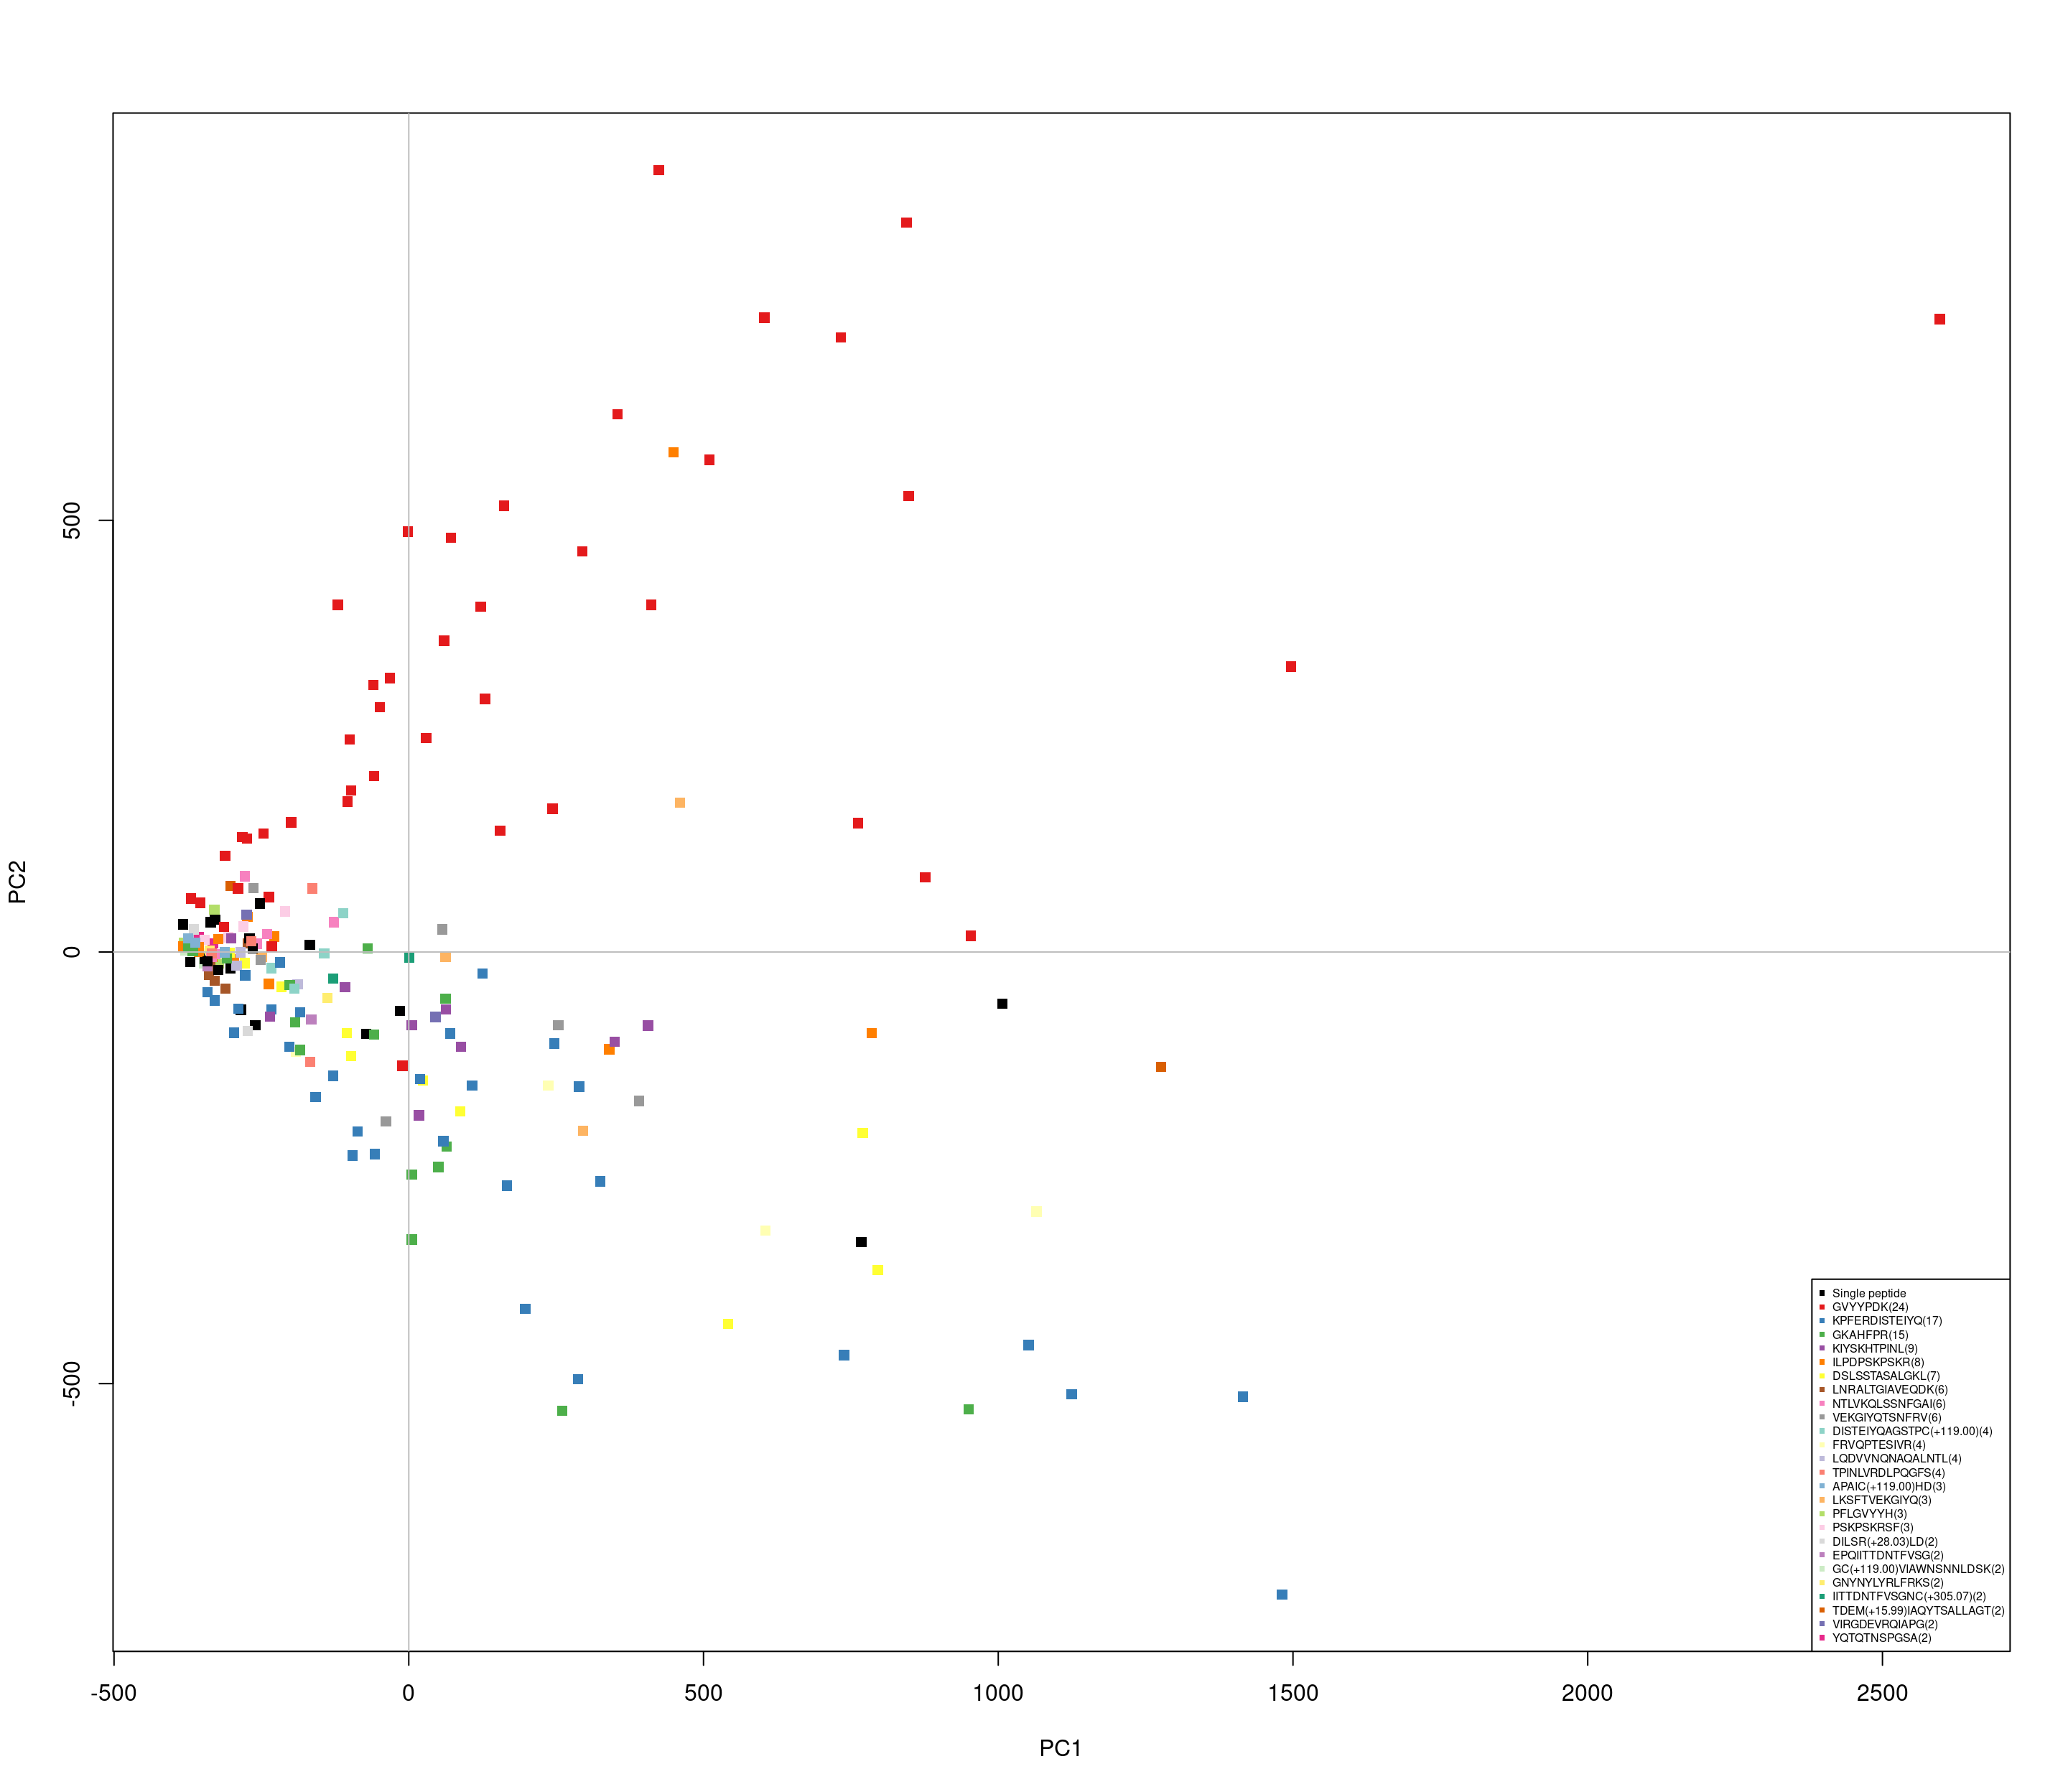 PC2
500
0
-500
-500
0
500
1000
1500
2000
2500
PC1
Single peptide
GVYYPDK(24)
KPFERDISTEIYQ(17)
GKAHFPR(15)
KIYSKHTPINL(9)
ILPDPSKPSKR(8)
DSLSSTASALGKL(7)
LNRALTGIAVEQDK(6)
NTLVKQLSSNFGAI(6)
VEKGIYQTSNFRV(6)
DISTEIYQAGSTPC(+119.00)(4)
FRVQPTESIVR(4)
LQDVVNQNAQALNTL(4)
TPINLVRDLPQGFS(4)
APAIC(+119.00)HD(3)
LKSFTVEKGIYQ(3)
PFLGVYYH(3)
PSKPSKRSF(3)
DILSR(+28.03)LD(2)
EPQIITTDNTFVSG(2)
GC(+119.00)VIAWNSNNLDSK(2)
GNYNYLYRLFRKS(2)
IITTDNTFVSGNC(+305.07)(2)
TDEM(+15.99)IAQYTSALLAGT(2)
VIRGDEVRQIAPG(2)
YQTQTNSPGSA(2)